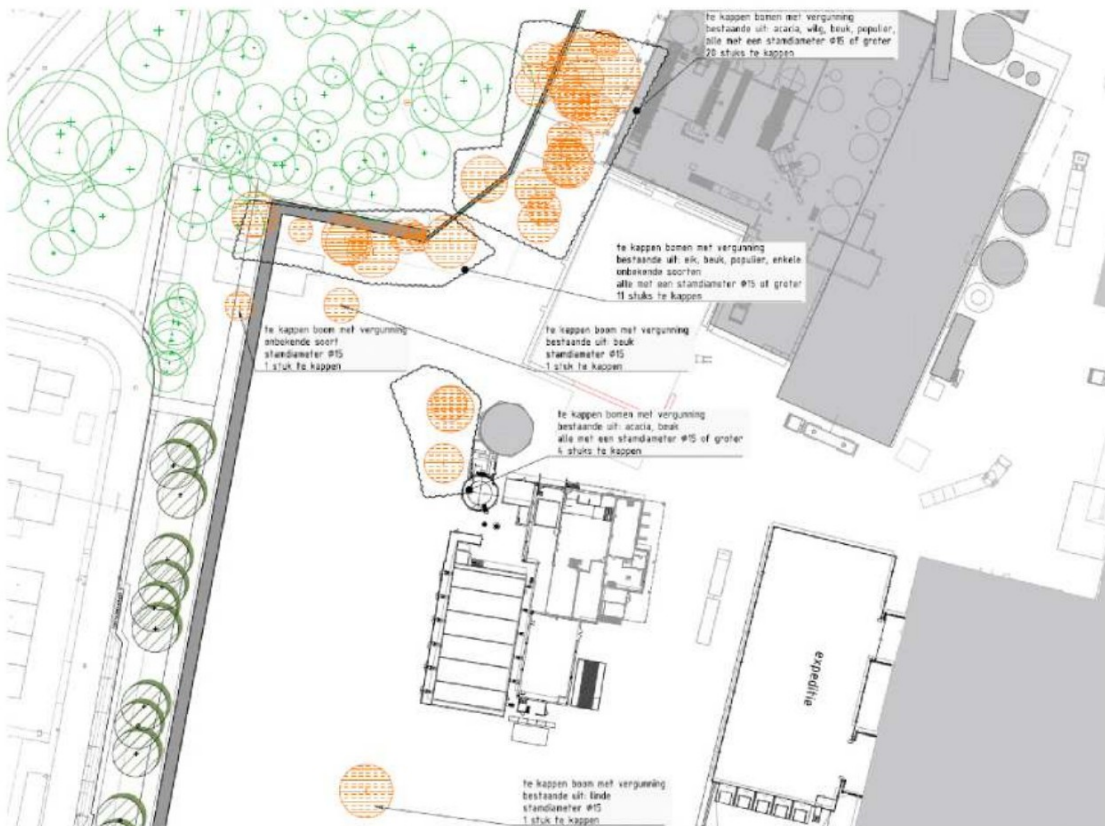 te kappen bomen met vergunning
bestaande uit: acacia, wilg, beuk, populier,
alle met een stamdiameter ø15 of groter
20 stuks te kappen
te kappen bomen met vergunning
bestaande uit: eik, beuk, populier, enkele
onbekende soorten
alle met een stamdiameter ø15 of groter
11 stuks te kappen
te kappen boom met vergunning
onbekende soort
stamdiameter ø15
1 stuk te kappen
te kappen boom met vergunning
bestaande uit: beuk
stamdiameter ø15
1 stuk te kappen
te kappen bomen met vergunning
bestaande uit: acacia, beuk
alle met een stamdiameter ø15 of groter
4 stuks te kappen
expeditie
te kappen boom met vergunning
bestaande uit: linde
stamdiameter ø15
1 stuk te kappen